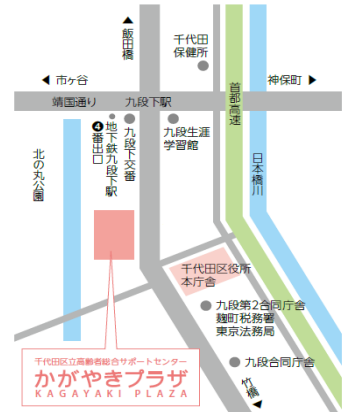 ▲飯田橋
千代田
保健所
◀ 市ヶ谷
神保町 ▶
首都高速
靖国通り
九段下駅
❹番出口
地下鉄九段下駅
九段下交番
九段生涯
学習館
北の丸公園
日本橋川
千代田区役所
本庁舎
九段第2合同庁舎
麹町税務署
東京法務局
九段合同庁舎
竹橋▼
千代田区立高齢者総合サポートセンター
かがやきプラザ
KAGAYAKI PLAZA